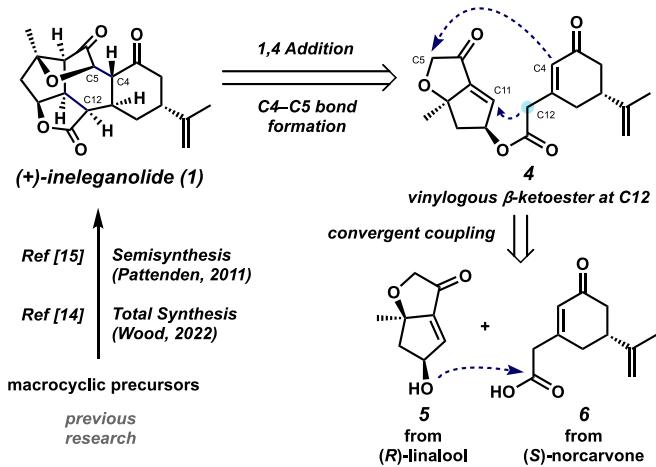 H
H
O
H
O
1,4 Addition
C4–C5 bond
formation
O
C5
C4
H
O
C12
H
H
H
O
O
(+)-ineleganolide (1)
C5
O
O
C11
C4
O
C12
O
O
4
vinylogous β-ketoester at C12
convergent coupling
Ref [15]
Semisynthesis
(Pattenden, 2011)
Ref [14]
Total Synthesis
(Wood, 2022)
macrocyclic precursors
previous
research
O
O
HO
5
from
(R)-linalool
+
O
HO
O
6
from
(S)-norcarvone